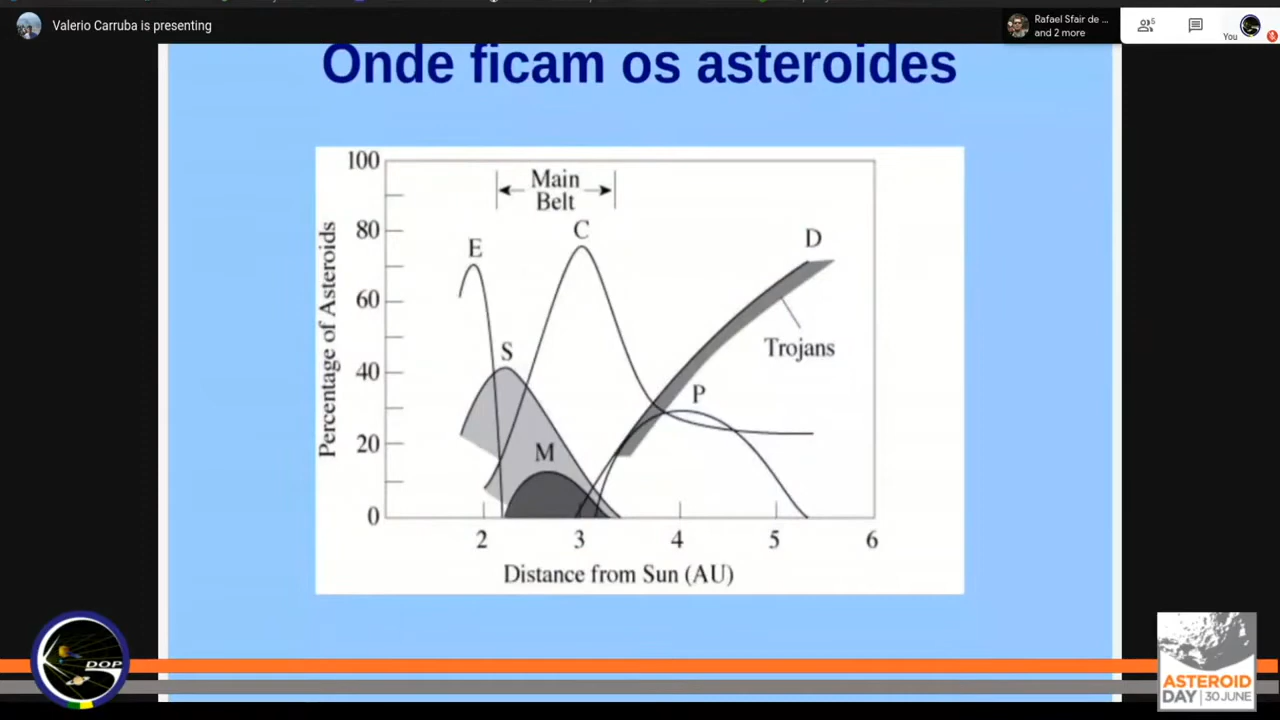 Valerio Carruba is presenting
Rafael Sfair de ...
and 2 more
5
You
Onde ficam os asteroides
100
80
60
40
20
0
Percentage of Asteroids
Main
Belt
E
C
D
S
M
P
Trojans
2 3 4 5 6
Distance from Sun (AU)
DOP
ASTEROID
DAY | 30 JUNE